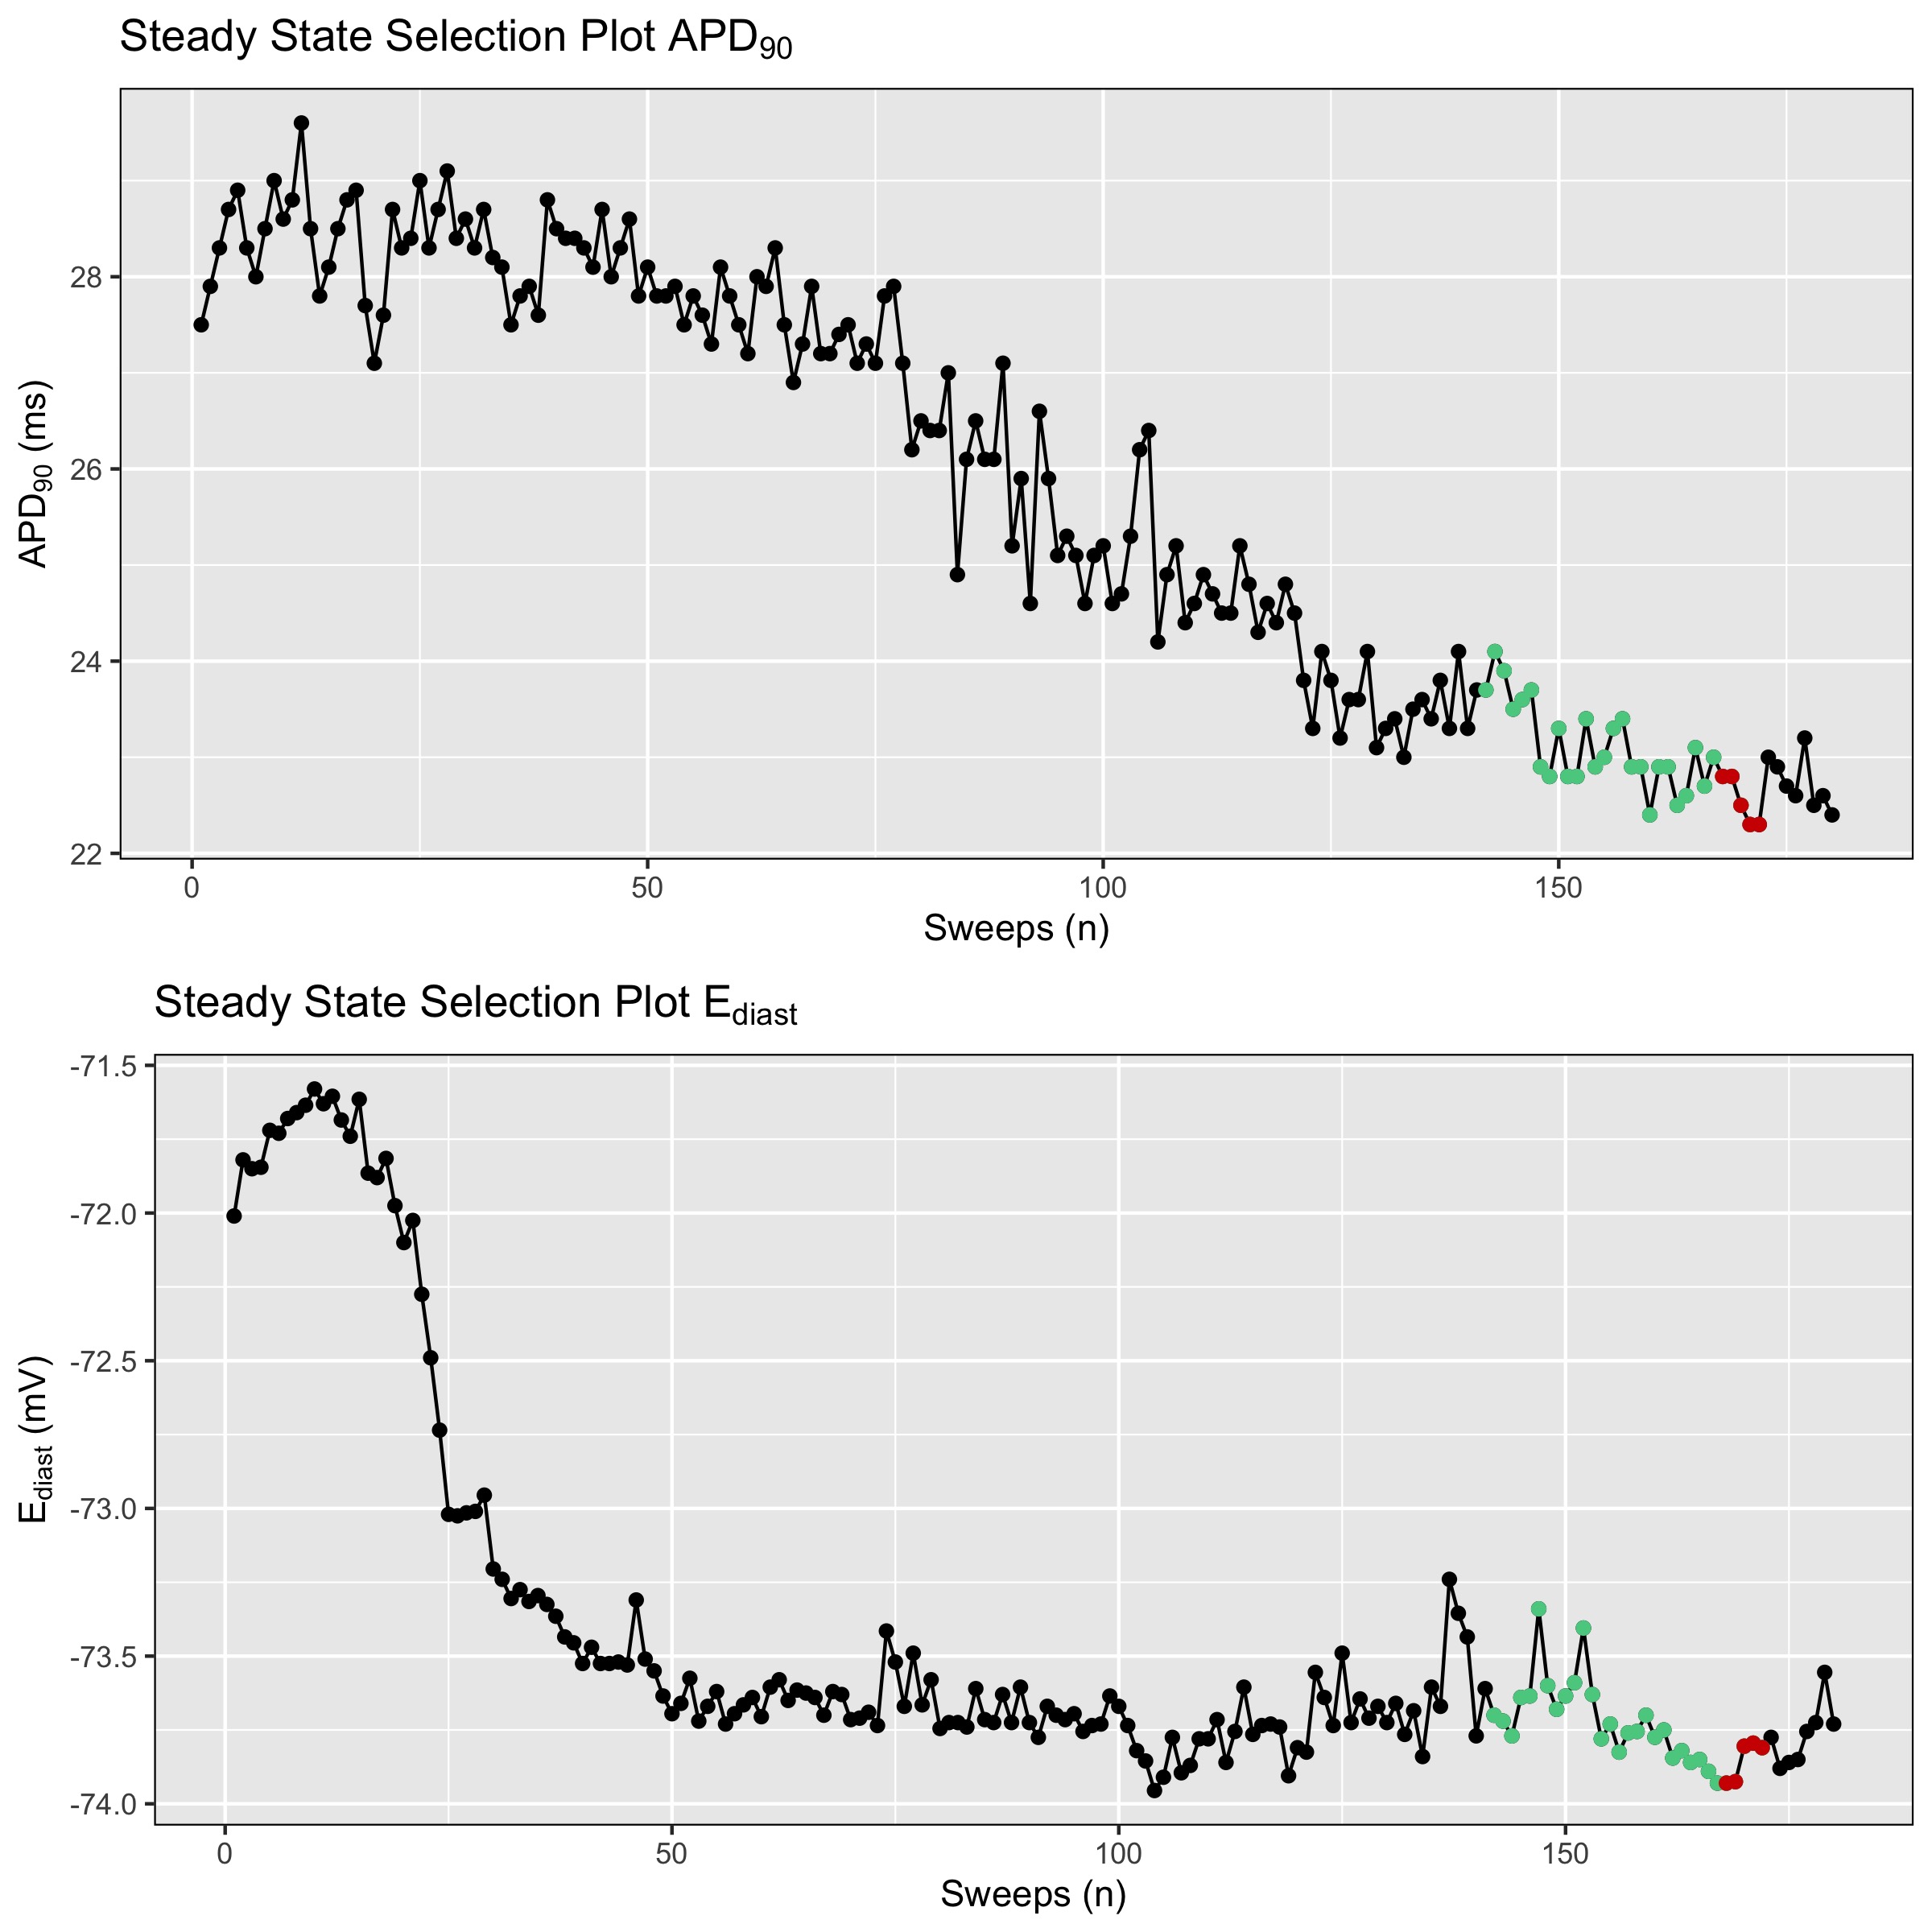 Steady State Selection Plot APD90
28
26
24
22
APD90 (ms)
0 50 100 150
Sweeps (n)
Steady State Selection Plot Ediast
-71.5
-72.0
-72.5
-73.0
-73.5
-74.0
Ediast (mV)
0 50 100 150
Sweeps (n)